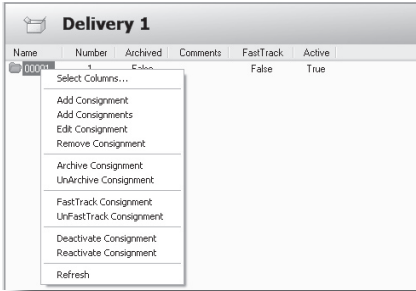 Delivery 1
Name Number Archived Comments FastTrack Active
00001 1 False False True
Select Columns...
Add Consignment
Add Consignments
Edit Consignment
Remove Consignment
Archive Consignment
UnArchive Consignment
FastTrack Consignment
UnFastTrack Consignment
Deactivate Consignment
Reactivate Consignment
Refresh